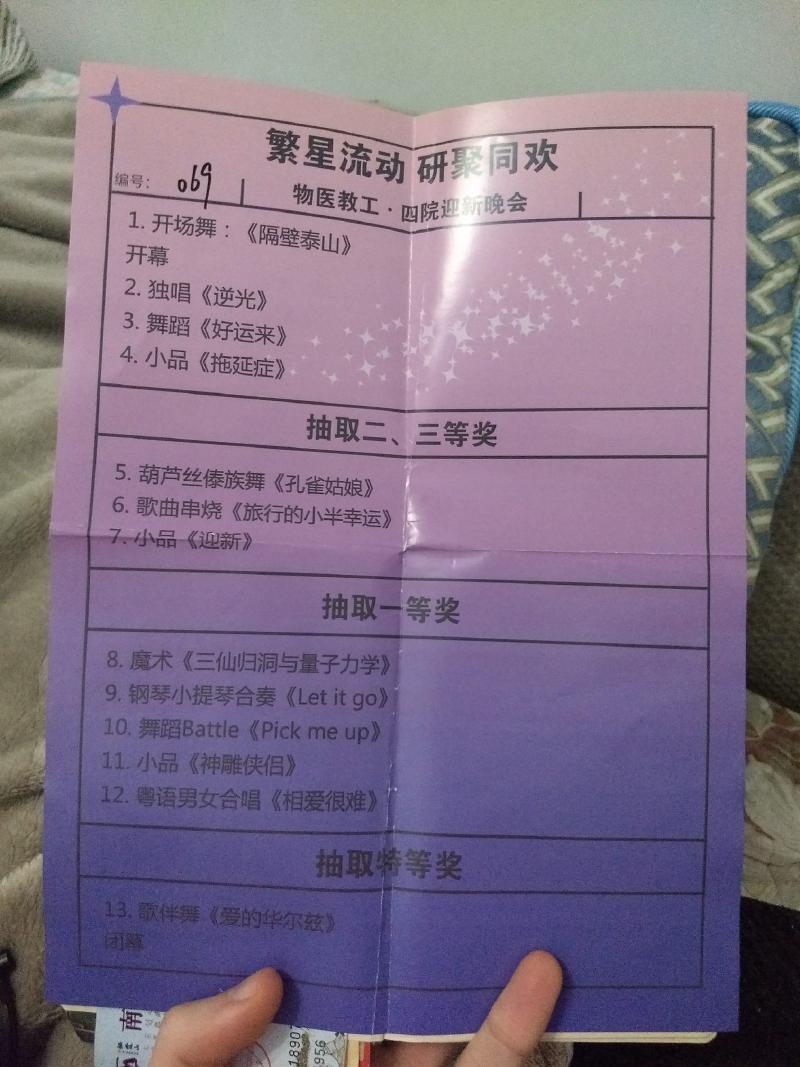 繁星流动 研聚同欢
编号： 069
物医教工·四院迎新晚会
1. 开场舞：《隔壁泰山》
开幕
2. 独唱《逆光》
3. 舞蹈《好运来》
4. 小品《拖延症》
抽取二、三等奖
5. 葫芦丝傣族舞《孔雀姑娘》
6. 歌曲串烧《旅行的小半幸运》
7. 小品《迎新》
抽取一等奖
8. 魔术《三仙归洞与量子力学》
9. 钢琴小提琴合奏《Let it go》
10. 舞蹈Battle《Pick me up》
11. 小品《神雕侠侣》
12. 粤语男女合唱《相爱很难》
抽取特等奖
13. 歌伴舞《爱的华尔兹》
闭幕
南
18907
956